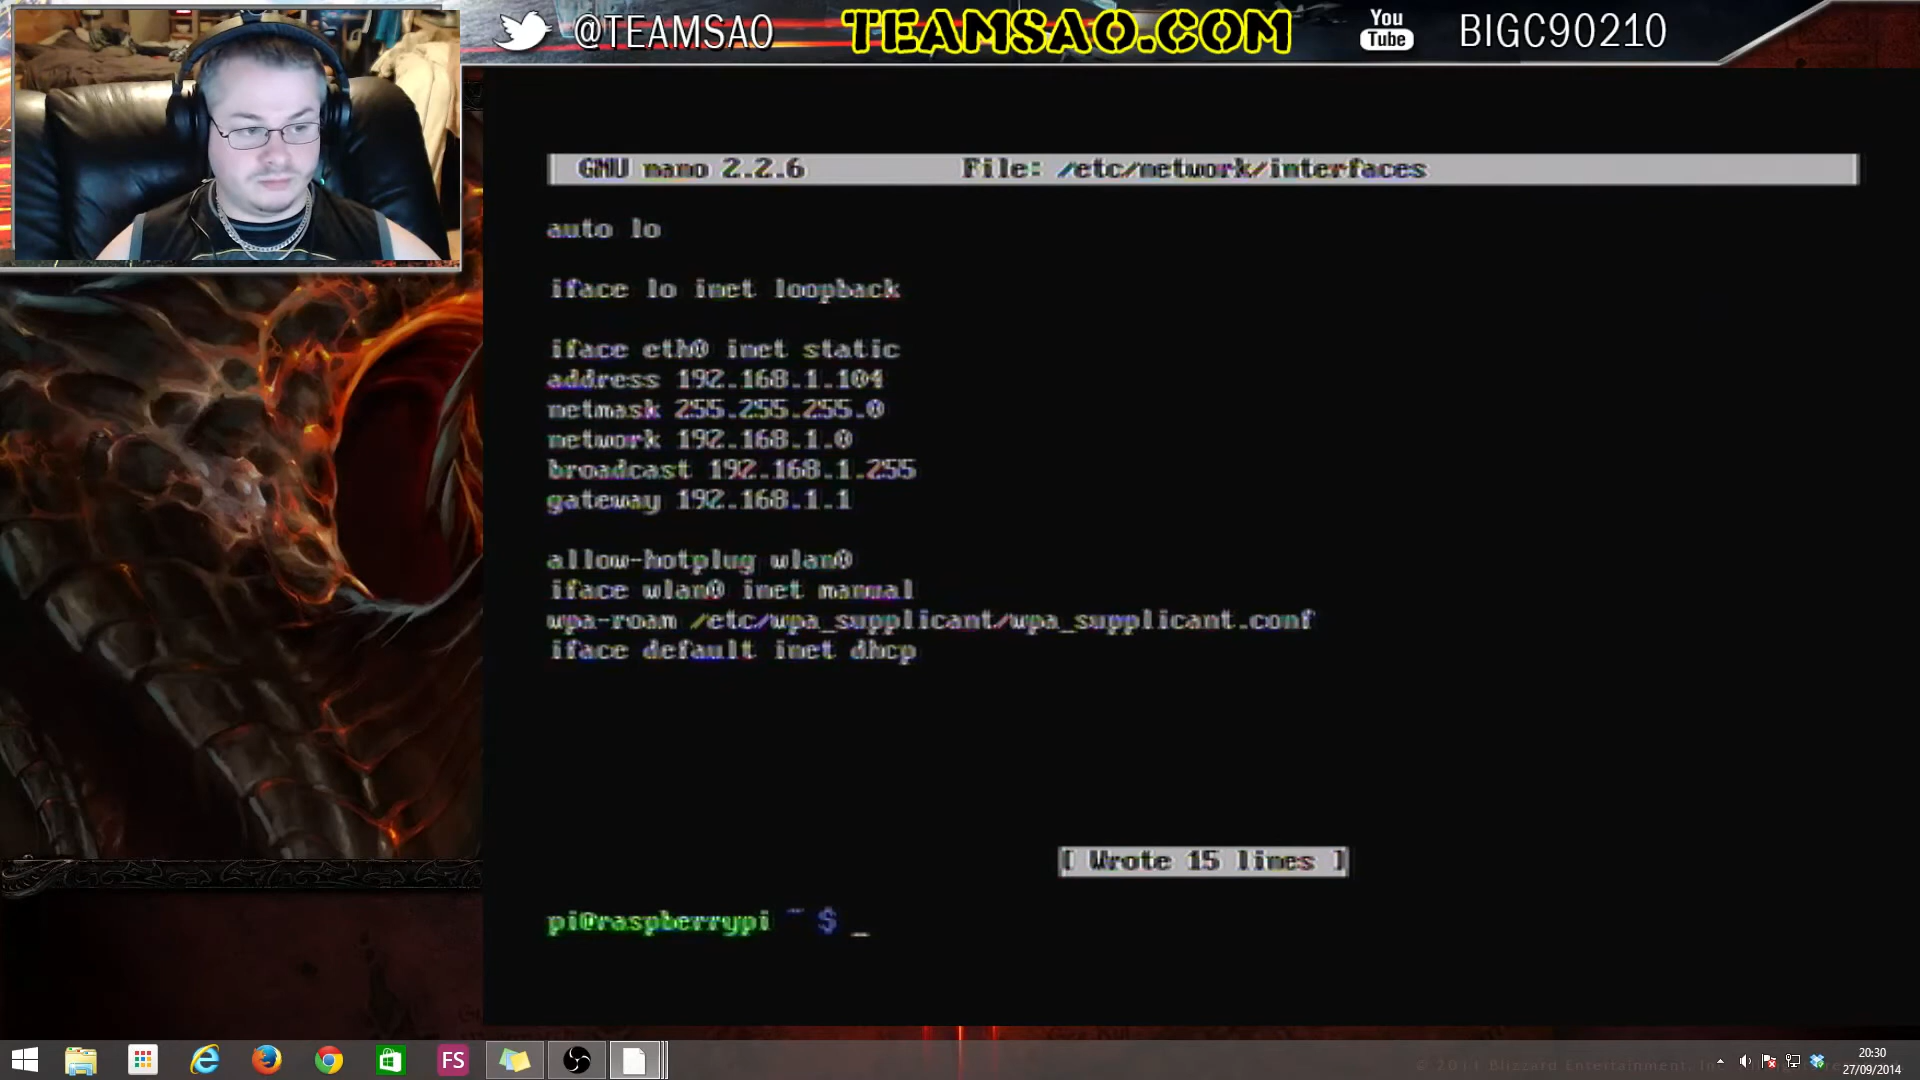 @TEAMSAO
TEAMSAO.COM
You
Tube
BIGC90210
GNU nano 2.2.6 File: /etc/network/interfaces
auto lo
iface lo inet loopback
iface eth0 inet static
address 192.168.1.104
netmask 255.255.255.0
network 192.168.1.0
broadcast 192.168.1.255
gateway 192.168.1.1
allow-hotplug wlan0
iface wlan0 inet manual
wpa-roam /etc/wpa_supplicant/wpa_supplicant.conf
iface default inet dhcp
[ Wrote 15 lines ]
pi@raspberrypi ~ $ _
FS
© 2011 Blizzard Entertainment, Inc.
20:30
27/09/2014